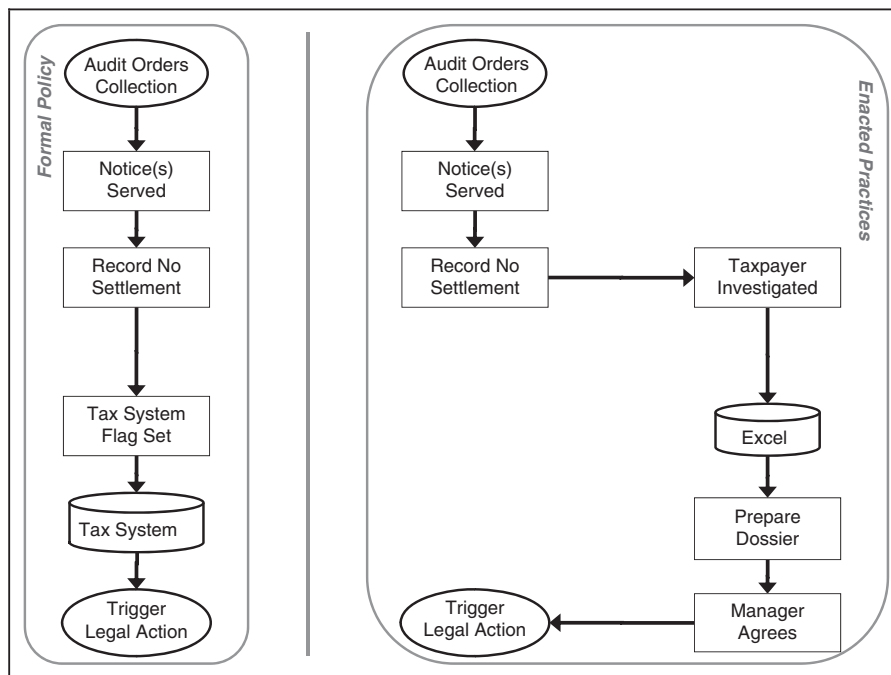 Formal Policy
Audit Orders
Collection
Notice(s)
Served
Record No
Settlement
Tax System
Flag Set
Tax System
Trigger
Legal Action
Enacted Practices
Audit Orders
Collection
Notice(s)
Served
Record No
Settlement
Taxpayer
Investigated
Excel
Prepare
Dossier
Manager
Agrees
Trigger
Legal Action